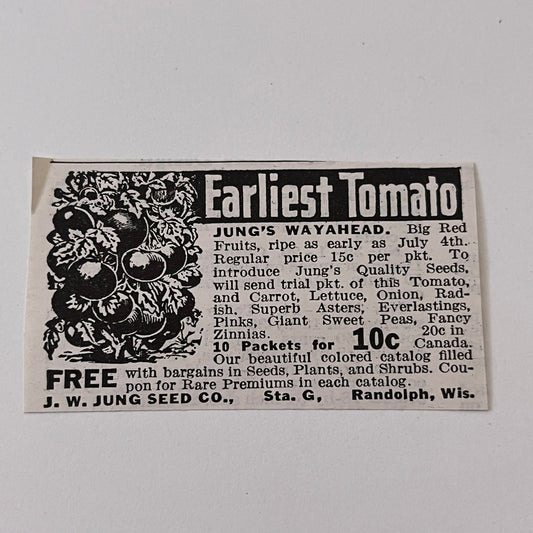 Earliest Tomato
JUNG'S WAYAHEAD. Big Red
Fruits, ripe as early as July 4th.
Regular price 15c per pkt. To
introduce Jung's Quality Seeds,
will send trial pkt. of this Tomato,
and Carrot, Lettuce, Onion, Rad-
ish, Superb Asters, Everlastings,
Pinks, Giant Sweet Peas, Fancy
Zinnias. 20c in
10 Packets for 10c Canada.
Our beautiful colored catalog filled
FREE with bargains in Seeds, Plants, and Shrubs. Cou-
pon for Rare Premiums in each catalog.
J. W. JUNG SEED CO., Sta. G, Randolph, Wis.